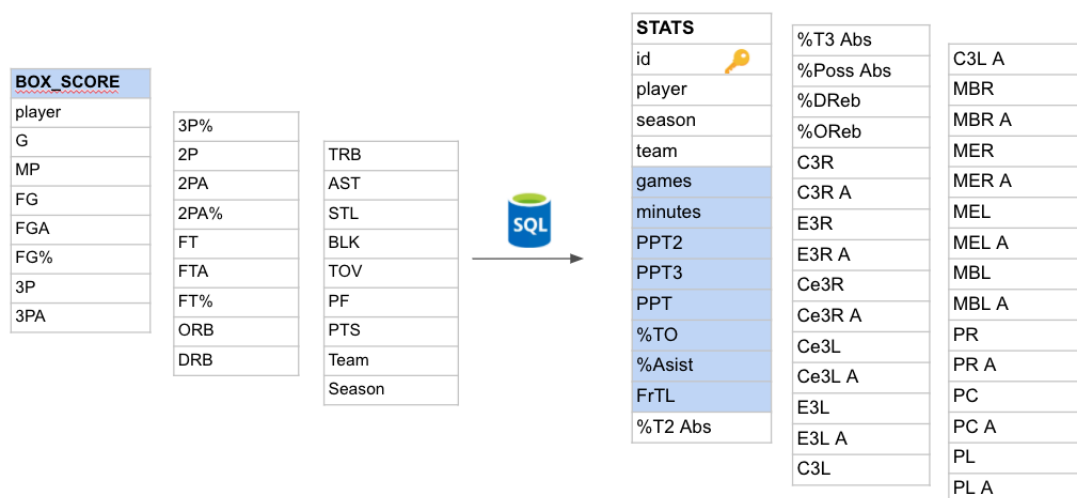 BOX_SCORE
player
G
MP
FG
FGA
FG%
3P
3PA
3P%
2P
2PA
2PA%
FT
FTA
FT%
ORB
DRB
TRB
AST
STL
BLK
TOV
PF
PTS
Team
Season
SQL
STATS
id
player
season
team
games
minutes
PPT2
PPT3
PPT
%TO
%Asist
FrTL
%T2 Abs
%T3 Abs
%Poss Abs
%DReb
%OReb
C3R
C3R A
E3R
E3R A
Ce3R
Ce3R A
Ce3L
Ce3L A
E3L
E3L A
C3L
C3L A
MBR
MBR A
MER
MER A
MEL
MEL A
MBL
MBL A
PR
PR A
PC
PC A
PL
PL A